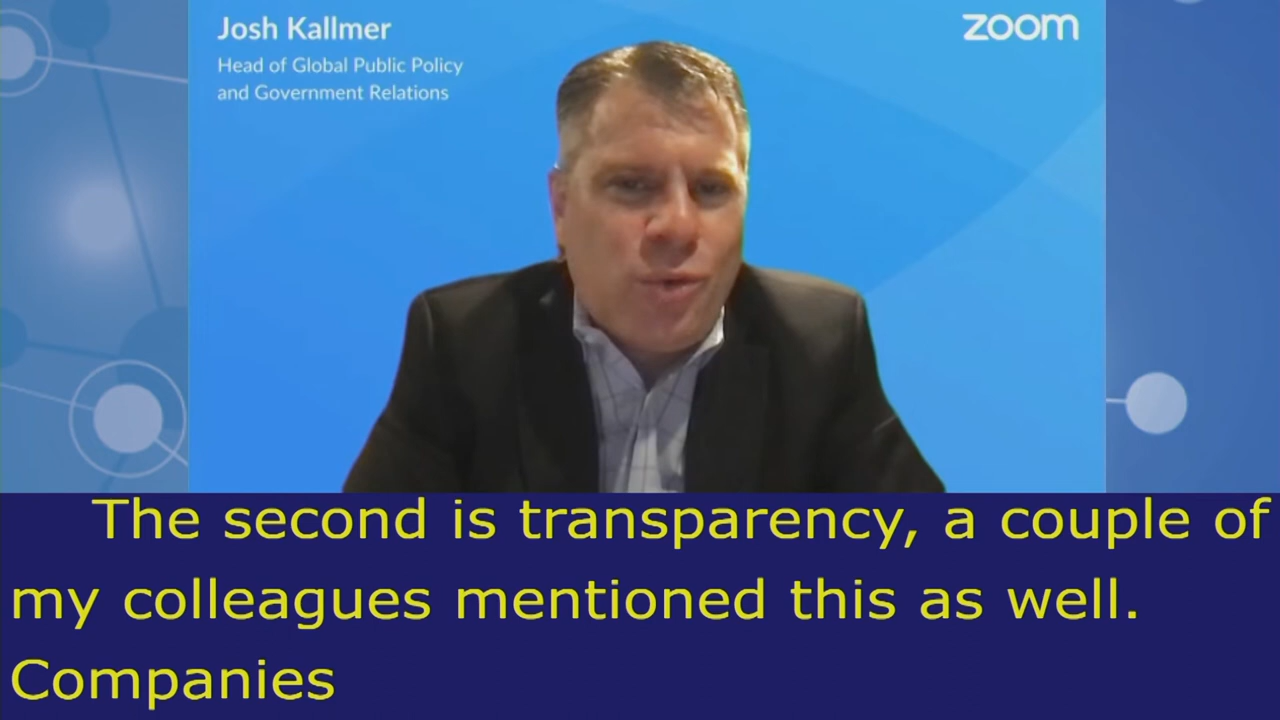 Josh Kallmer
zoom
Head of Global Public Policy
and Government Relations
The second is transparency, a couple of
my colleagues mentioned this as well.
Companies